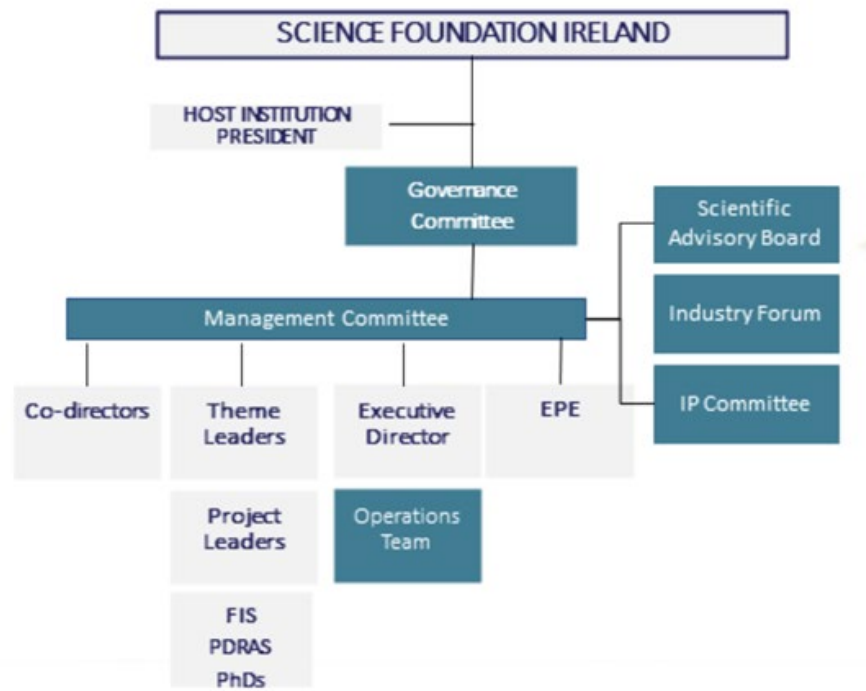 SCIENCE FOUNDATION IRELAND
HOST INSTITUTION
PRESIDENT
Governance
Committee
Scientific
Advisory Board
Management Committee
Industry Forum
IP Committee
Co-directors
Theme
Leaders
Executive
Director
EPE
Project
Leaders
Operations
Team
FIS
PDRAS
PhDs